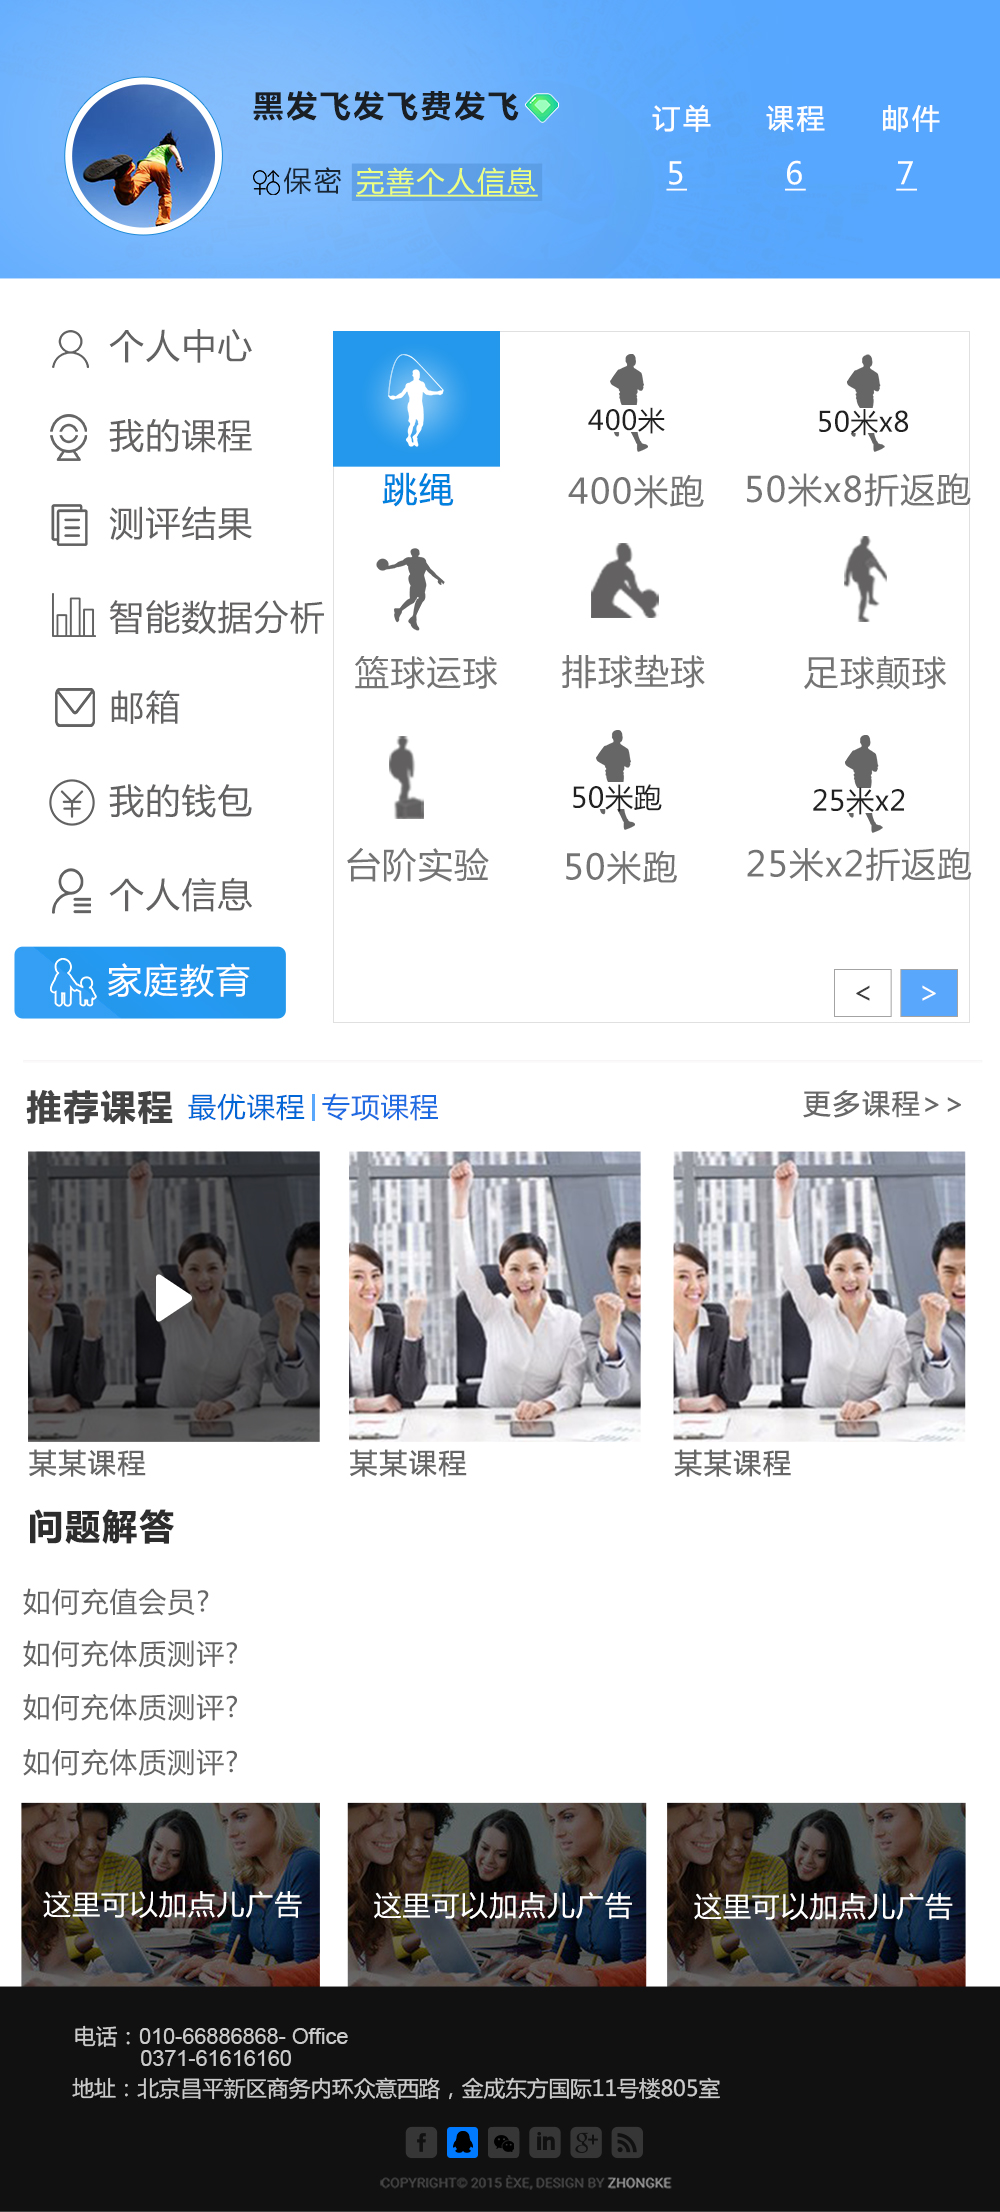 黑发飞发飞费发飞
保密 完善个人信息
订单 课程 邮件
5 6 7
个人中心
我的课程
测评结果
智能数据分析
邮箱
我的钱包
个人信息
家庭教育
400米 50米x8
跳绳 400米跑 50米x8折返跑
篮球运球 排球垫球 足球颠球
50米跑 25米x2
台阶实验 50米跑 25米x2折返跑
< >
推荐课程 最优课程|专项课程 更多课程>>
某某课程 某某课程 某某课程
问题解答
如何充值会员?
如何充体质测评?
如何充体质测评?
如何充体质测评?
这里可以加点儿广告 这里可以加点儿广告 这里可以加点儿广告
电话：010-66886868- Office
0371-61616160
地址：北京昌平新区商务内环众意西路，金成东方国际11号楼805室
COPYRIGHT© 2015 ÈXE, DESIGN BY ZHONGKE